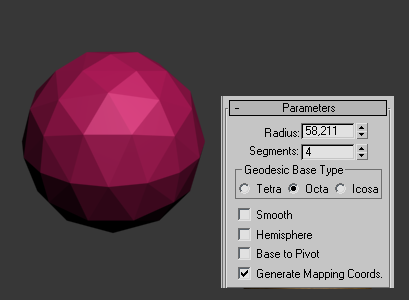 - Parameters
Radius: 58,211
Segments: 4
Geodesic Base Type
Tetra Octa Icosa
Smooth
Hemisphere
Base to Pivot
Generate Mapping Coords.